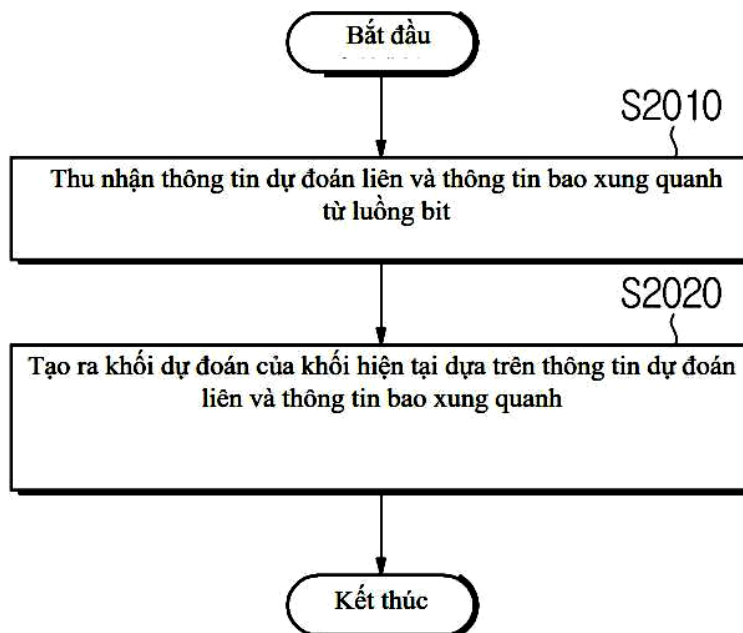 Bắt đầu
S2010
Thu nhận thông tin dự đoán liên và thông tin bao xung quanh
từ luồng bit
S2020
Tạo ra khối dự đoán của khối hiện tại dựa trên thông tin dự đoán
liên và thông tin bao xung quanh
Kết thúc